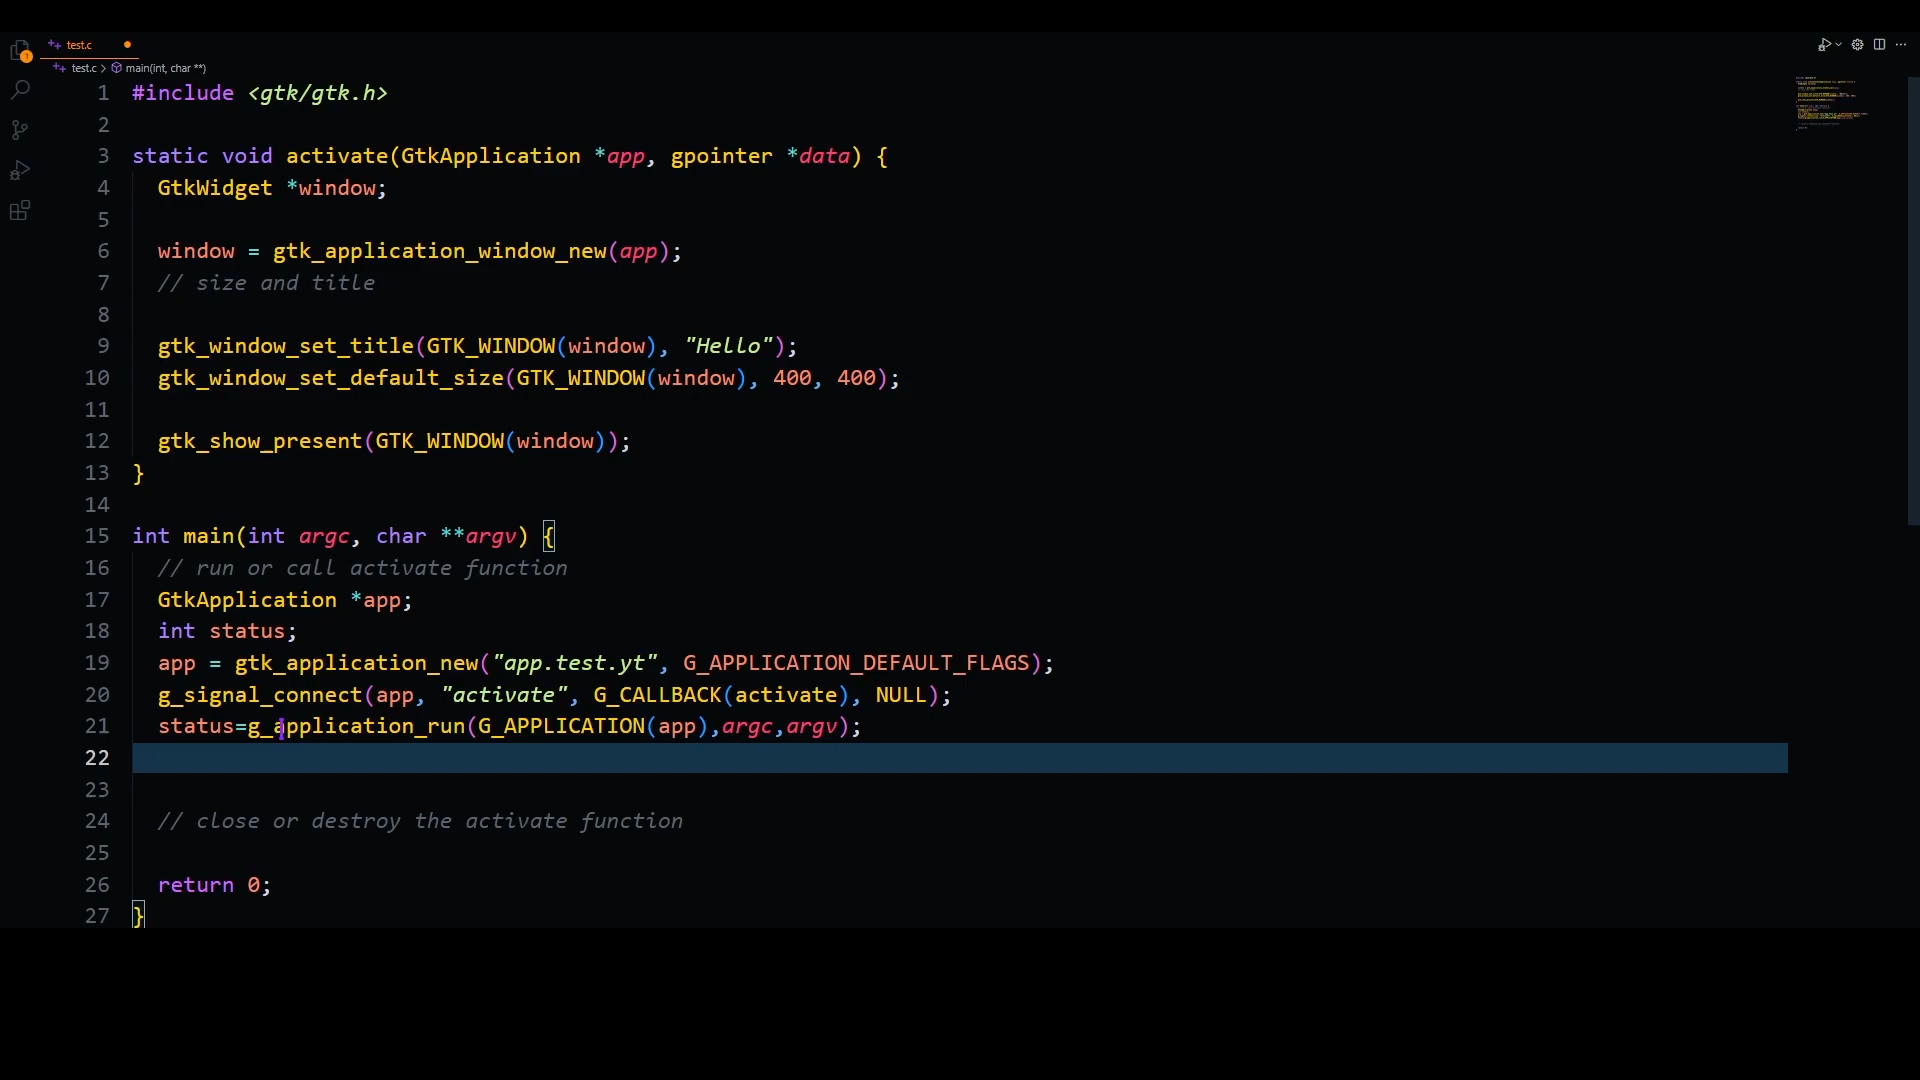 test.c
test.c > main(int, char **)
1 #include <gtk/gtk.h>
2
3 static void activate(GtkApplication *app, gpointer *data) {
4 GtkWidget *window;
5
6 window = gtk_application_window_new(app);
7 // size and title
8
9 gtk_window_set_title(GTK_WINDOW(window), "Hello");
10 gtk_window_set_default_size(GTK_WINDOW(window), 400, 400);
11
12 gtk_show_present(GTK_WINDOW(window));
13 }
14
15 int main(int argc, char **argv) {
16 // run or call activate function
17 GtkApplication *app;
18 int status;
19 app = gtk_application_new("app.test.yt", G_APPLICATION_DEFAULT_FLAGS);
20 g_signal_connect(app, "activate", G_CALLBACK(activate), NULL);
21 status=g_application_run(G_APPLICATION(app),argc,argv);
22
23
24 // close or destroy the activate function
25
26 return 0;
27 }